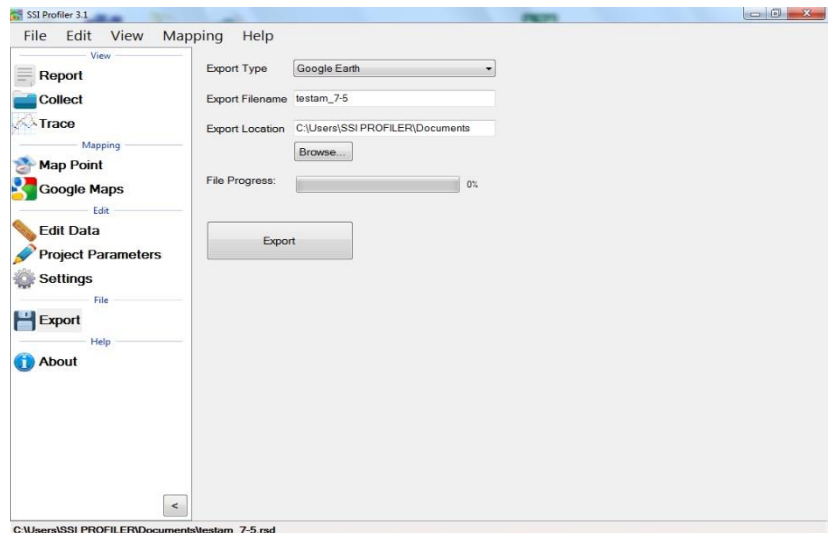 SSI Profiler 3.1
File Edit View Mapping Help
View
Report
Collect
Trace
Mapping
Map Point
Google Maps
Edit
Edit Data
Project Parameters
Settings
File
Export
Help
About
<
Export Type Google Earth
Export Filename testam_7-5
Export Location C:\Users\SSI PROFILER\Documents
Browse...
File Progress: 0%
Export
C:\Users\SSI PROFILER\Documents\testam_7-5.rsd